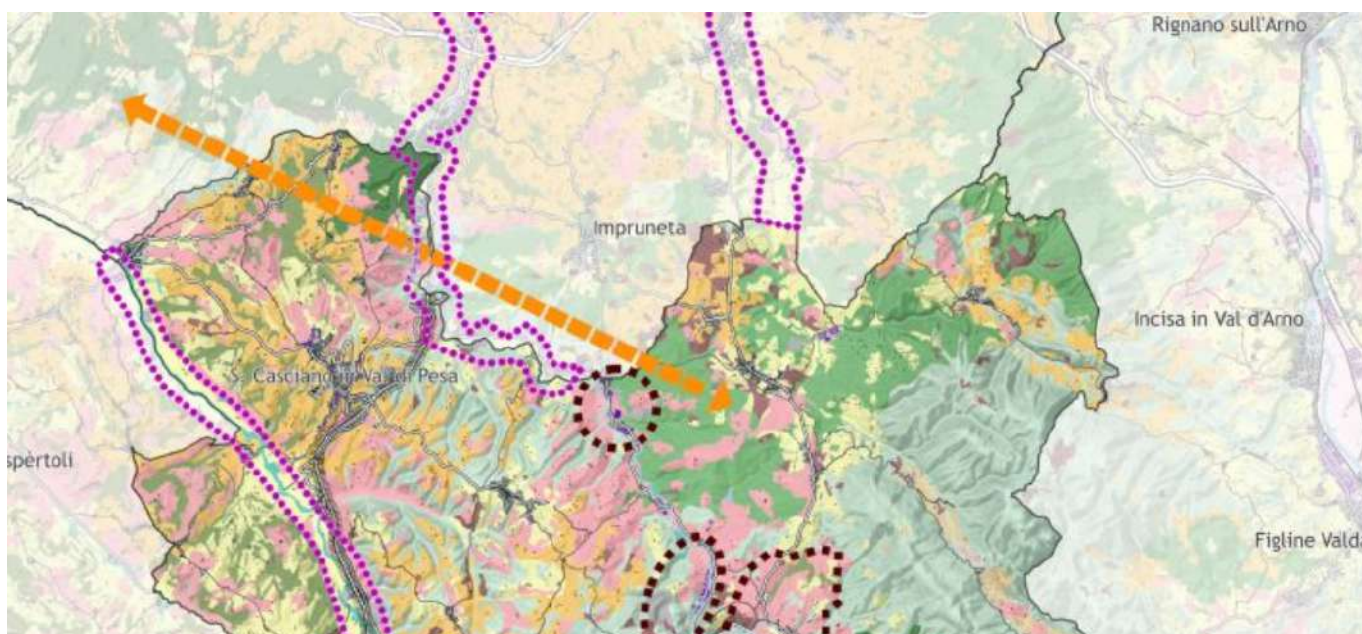 Rignano sull'Arno
Impruneta
Incisa in Val d'Arno
S. Casciano in Val di Pesa
spèrtoli
Figline Valda